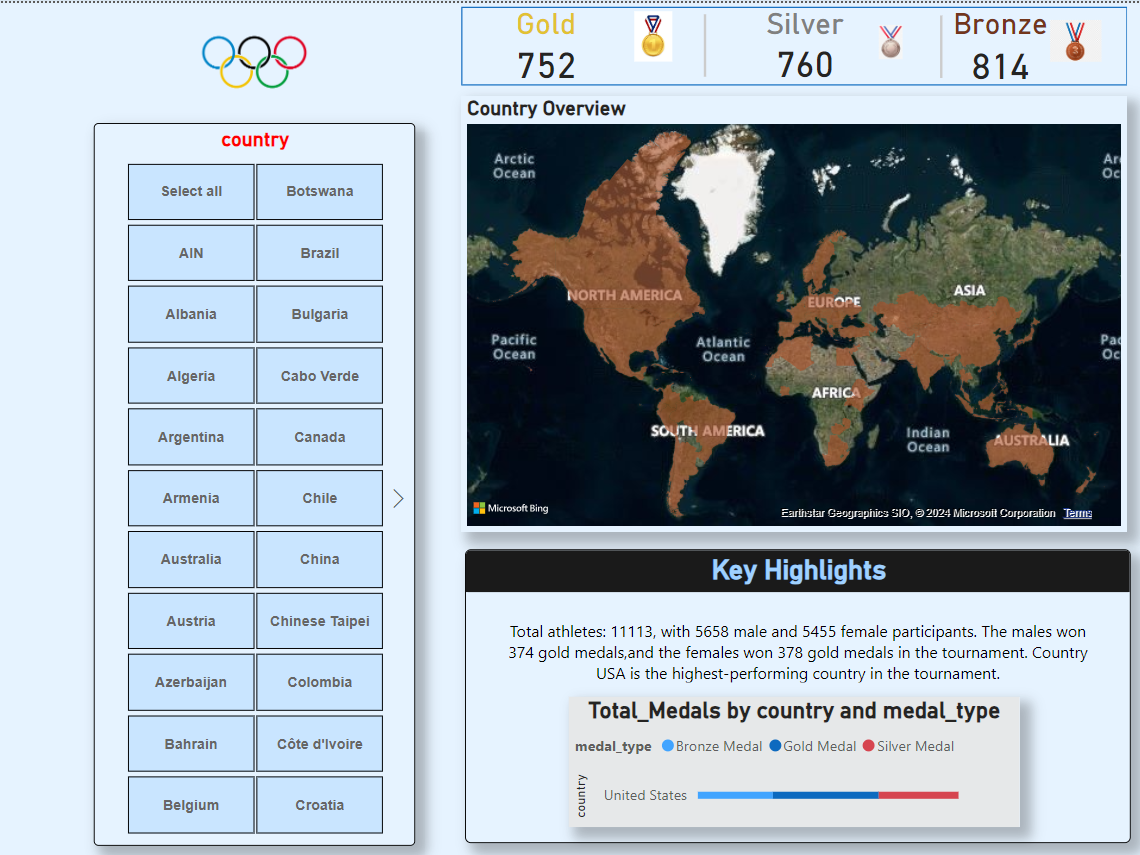 Gold
752
Silver
760
Bronze
814
country
Select all
Botswana
AIN
Brazil
Albania
Bulgaria
Algeria
Cabo Verde
Argentina
Canada
Armenia
Chile
Australia
China
Austria
Chinese Taipei
Azerbaijan
Colombia
Bahrain
Côte d'Ivoire
Belgium
Croatia
Country Overview
Arctic
Ocean
Ar
Oc
NORTH AMERICA
EUROPE
ASIA
Pacific
Ocean
Atlantic
Ocean
Pac
Oc
AFRICA
SOUTH AMERICA
Indian
Ocean
AUSTRALIA
Microsoft Bing
Earthstar Geographics SIO, © 2024 Microsoft Corporation Terms
Key Highlights
Total athletes: 11113, with 5658 male and 5455 female participants. The males won
374 gold medals,and the females won 378 gold medals in the tournament. Country
USA is the highest-performing country in the tournament.
Total_Medals by country and medal_type
medal_type Bronze Medal Gold Medal Silver Medal
country
United States